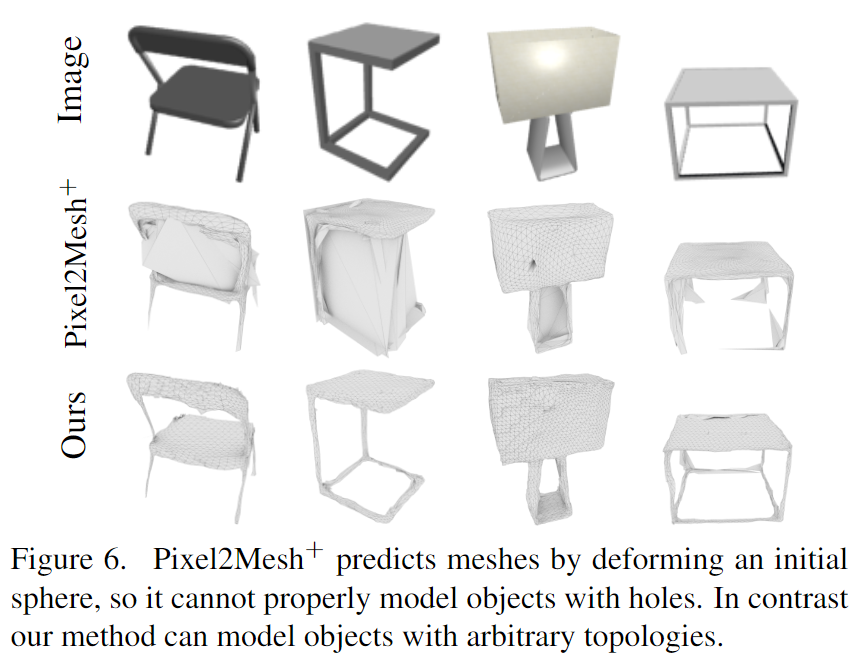 Image
Pixel2Mesh+
Ours
Figure 6. Pixel2Mesh+ predicts meshes by deforming an initial
sphere, so it cannot properly model objects with holes. In contrast
our method can model objects with arbitrary topologies.